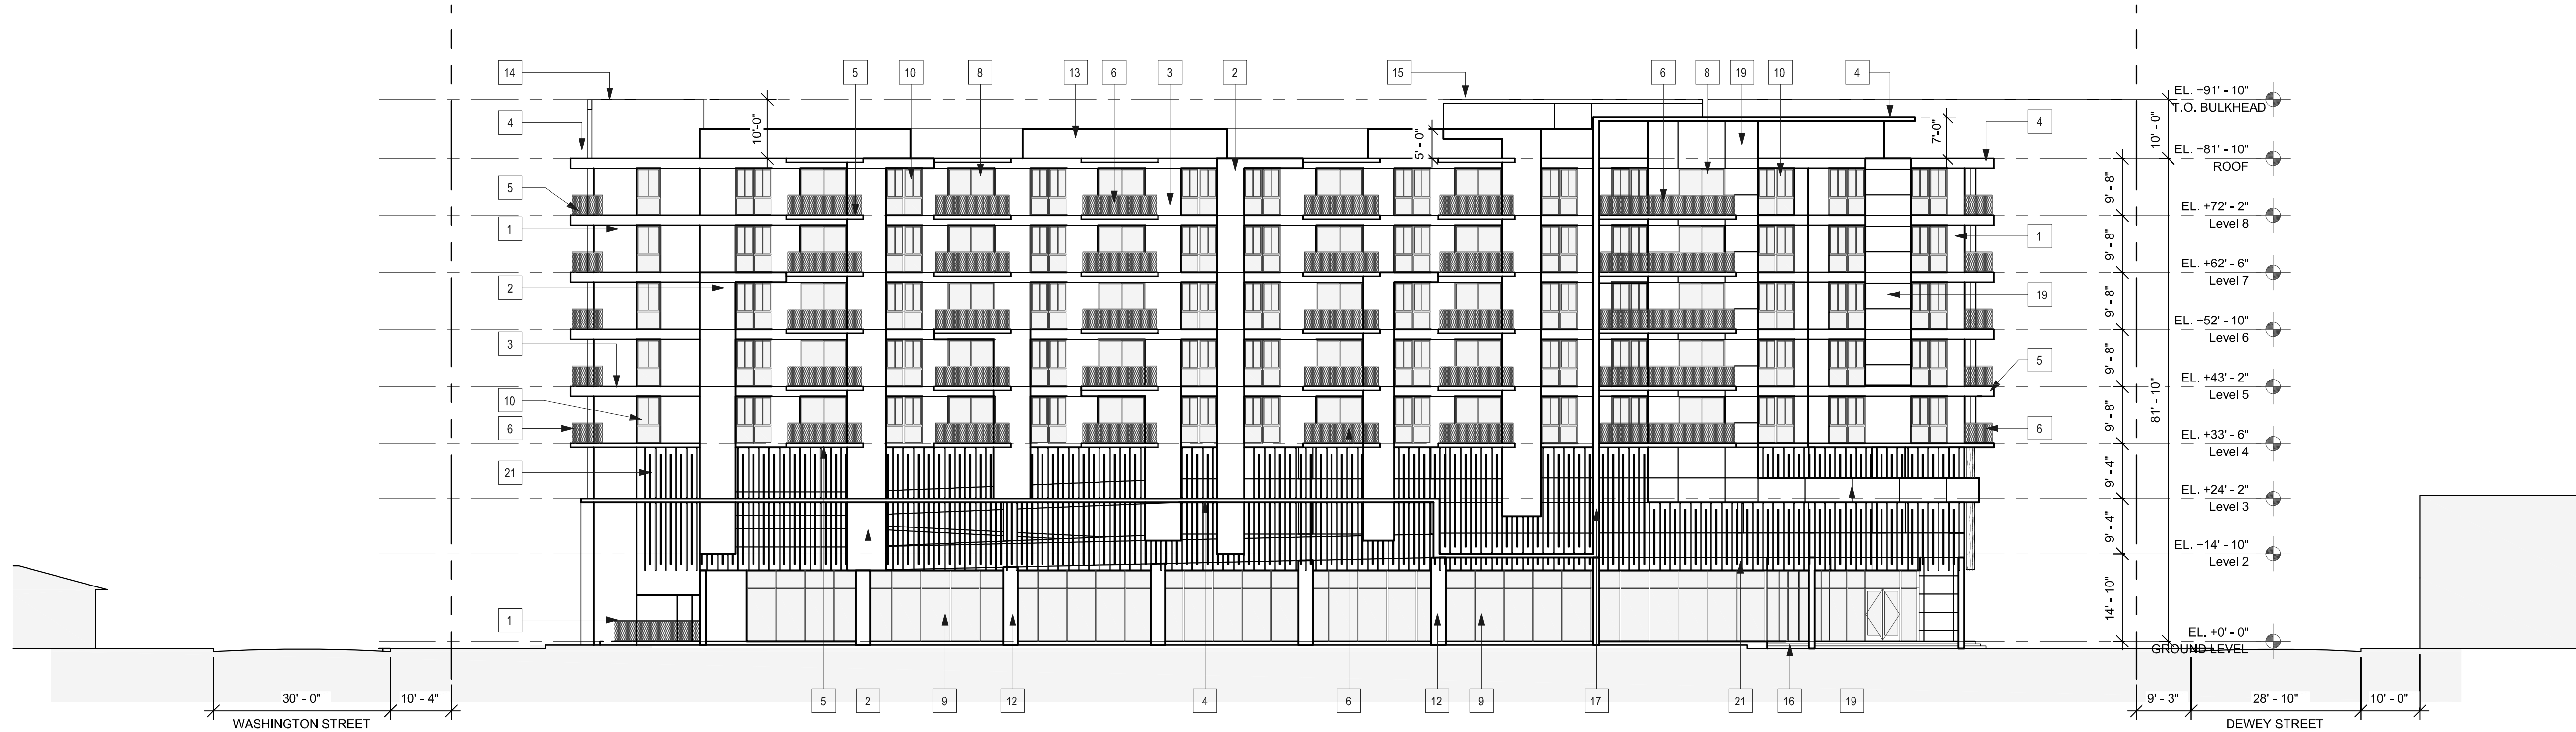 14
5
10
8
13
6
3
2
15
6
8
19
10
4
EL. +91' - 10"
T.O. BULKHEAD
4
10'-0"
5' - 0"
7'-0"
4
10' - 0"
EL. +81' - 10"
ROOF
5
9' - 8"
EL. +72' - 2"
Level 8
1
1
9' - 8"
EL. +62' - 6"
Level 7
2
19
9' - 8"
EL. +52' - 10"
Level 6
3
5
9' - 8"
EL. +43' - 2"
Level 5
81' - 10"
10
6
6
9' - 8"
EL. +33' - 6"
Level 4
21
9' - 4"
EL. +24' - 2"
Level 3
9' - 4"
EL. +14' - 10"
Level 2
1
14' - 10"
EL. +0' - 0"
GROUND LEVEL
30' - 0"
10' - 4"
5
2
9
12
4
6
12
9
17
21
16
19
9' - 3"
28' - 10"
10' - 0"
WASHINGTON STREET
DEWEY STREET